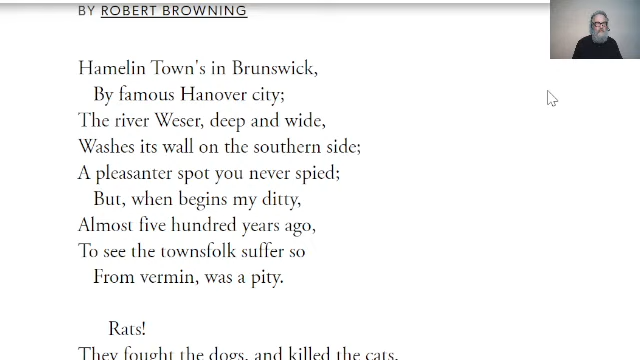 BY ROBERT BROWNING
Hamelin Town's in Brunswick,
By famous Hanover city;
The river Weser, deep and wide,
Washes its wall on the southern side;
A pleasanter spot you never spied;
But, when begins my ditty,
Almost five hundred years ago,
To see the townsfolk suffer so
From vermin, was a pity.
Rats!
They fought the dogs, and killed the cats,